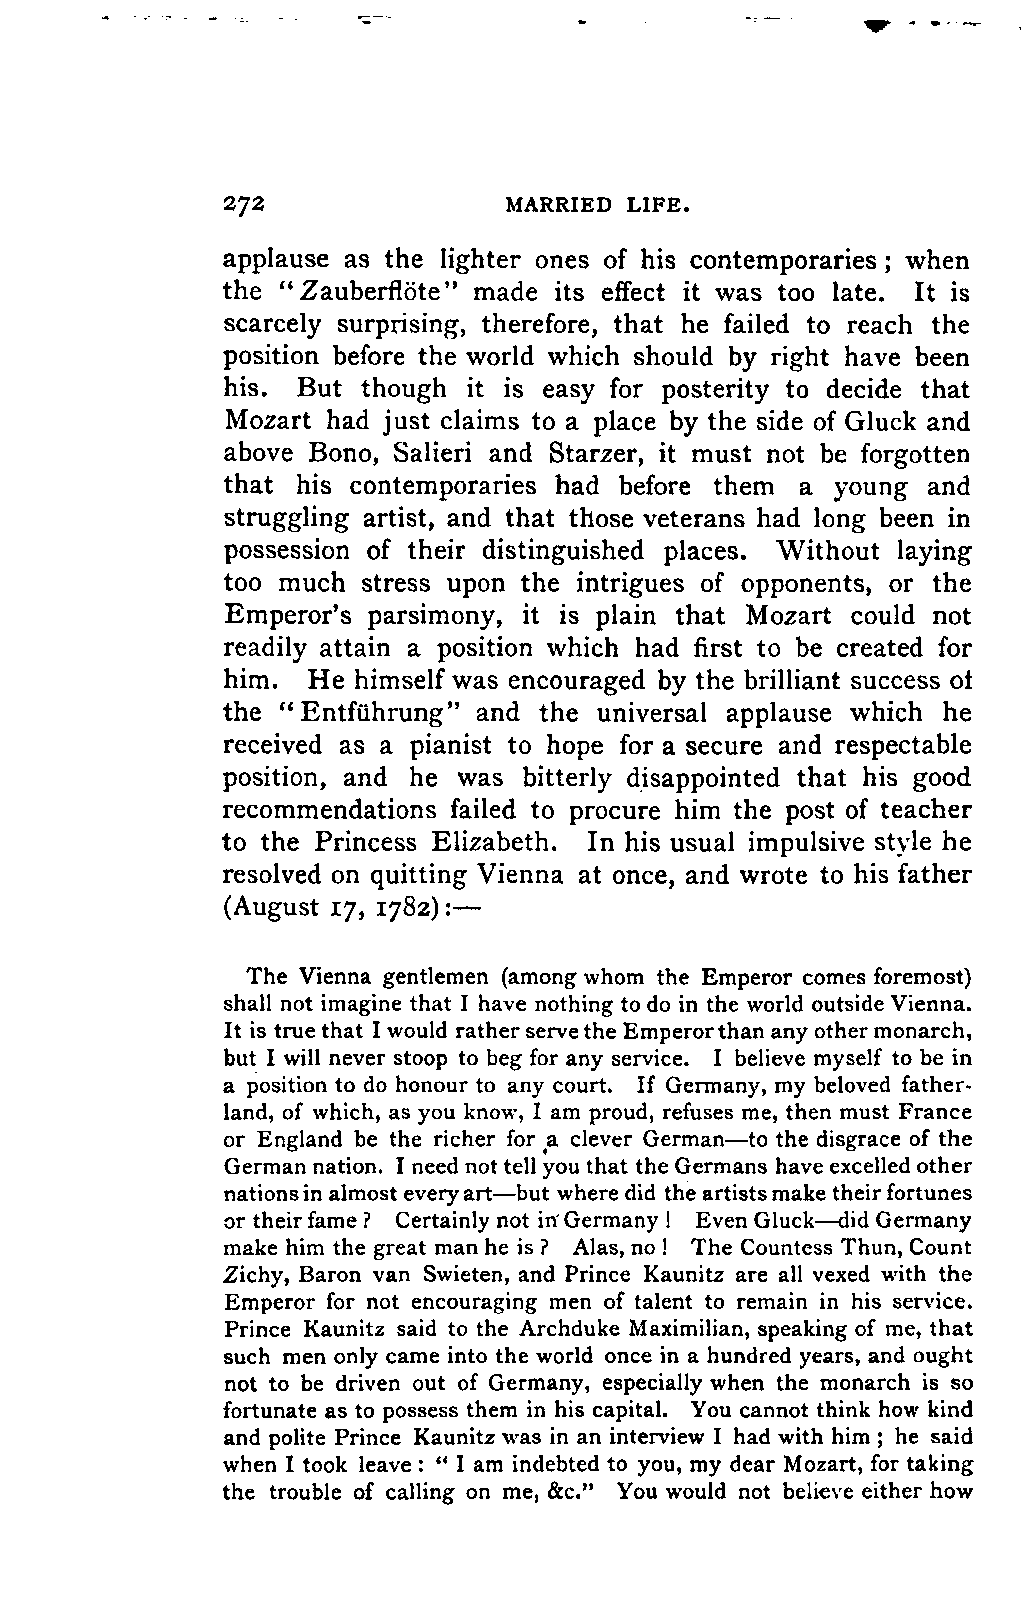 272 MARRIED LIFE.
applause as the lighter ones of his contemporaries; when
the "Zauberflöte" made its effect it was too late. It is
scarcely surprising, therefore, that he failed to reach the
position before the world which should by right have been
his. But though it is easy for posterity to decide that
Mozart had just claims to a place by the side of Gluck and
above Bono, Salieri and Starzer, it must not be forgotten
that his contemporaries had before them a young and
struggling artist, and that those veterans had long been in
possession of their distinguished places. Without laying
too much stress upon the intrigues of opponents, or the
Emperor's parsimony, it is plain that Mozart could not
readily attain a position which had first to be created for
him. He himself was encouraged by the brilliant success of
the "Entführung" and the universal applause which he
received as a pianist to hope for a secure and respectable
position, and he was bitterly disappointed that his good
recommendations failed to procure him the post of teacher
to the Princess Elizabeth. In his usual impulsive style he
resolved on quitting Vienna at once, and wrote to his father
(August 17, 1782):—
The Vienna gentlemen (among whom the Emperor comes foremost)
shall not imagine that I have nothing to do in the world outside Vienna.
It is true that I would rather serve the Emperor than any other monarch,
but I will never stoop to beg for any service. I believe myself to be in
a position to do honour to any court. If Germany, my beloved father-
land, of which, as you know, I am proud, refuses me, then must France
or England be the richer for a clever German—to the disgrace of the
German nation. I need not tell you that the Germans have excelled other
nations in almost every art—but where did the artists make their fortunes
or their fame? Certainly not in Germany! Even Gluck—did Germany
make him the great man he is? Alas, no! The Countess Thun, Count
Zichy, Baron van Swieten, and Prince Kaunitz are all vexed with the
Emperor for not encouraging men of talent to remain in his service.
Prince Kaunitz said to the Archduke Maximilian, speaking of me, that
such men only came into the world once in a hundred years, and ought
not to be driven out of Germany, especially when the monarch is so
fortunate as to possess them in his capital. You cannot think how kind
and polite Prince Kaunitz was in an interview I had with him; he said
when I took leave: "I am indebted to you, my dear Mozart, for taking
the trouble of calling on me, &c." You would not believe either how